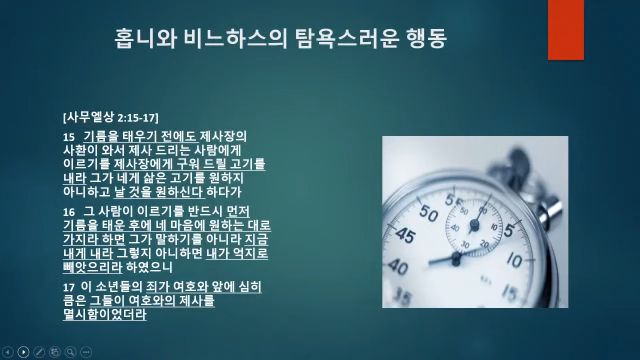 홉니와 비느하스의 탐욕스러운 행동
[사무엘상 2:15-17]
15 기름을 태우기 전에도 제사장의
사환이 와서 제사 드리는 사람에게
이르기를 제사장에게 구워 드릴 고기를
내라 그가 네게 삶은 고기를 원하지
아니하고 날 것을 원하신다 하다가
16 그 사람이 이르기를 반드시 먼저
기름을 태운 후에 네 마음에 원하는 대로
가지라 하면 그가 말하기를 아니라 지금
내게 내라 그렇지 아니하면 내가 억지로
빼앗으리라 하였으니
17 이 소년들의 죄가 여호와 앞에 심히
큼은 그들이 여호와의 제사를
멸시함이었더라
55
50
45
40
5
10
15